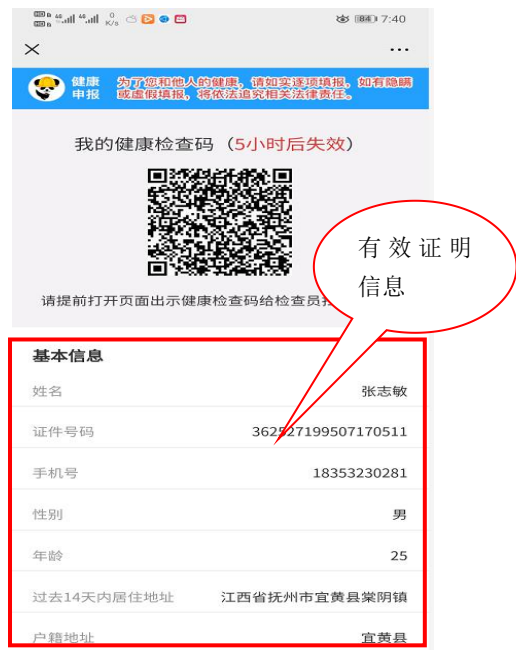 0 K/s 84 7:40
健康申报
为了您和他人的健康，请如实逐项填报，如有隐瞒
或虚假填报，将依法追究相关法律责任。
我的健康检查码（5小时后失效）
有效证明
信息
请提前打开页面出示健康检查码给检查员
基本信息
姓名 张志敏
证件号码 362527199507170511
手机号 18353230281
性别 男
年龄 25
过去14天内居住地址 江西省抚州市宜黄县棠阴镇
户籍地址 宜黄县